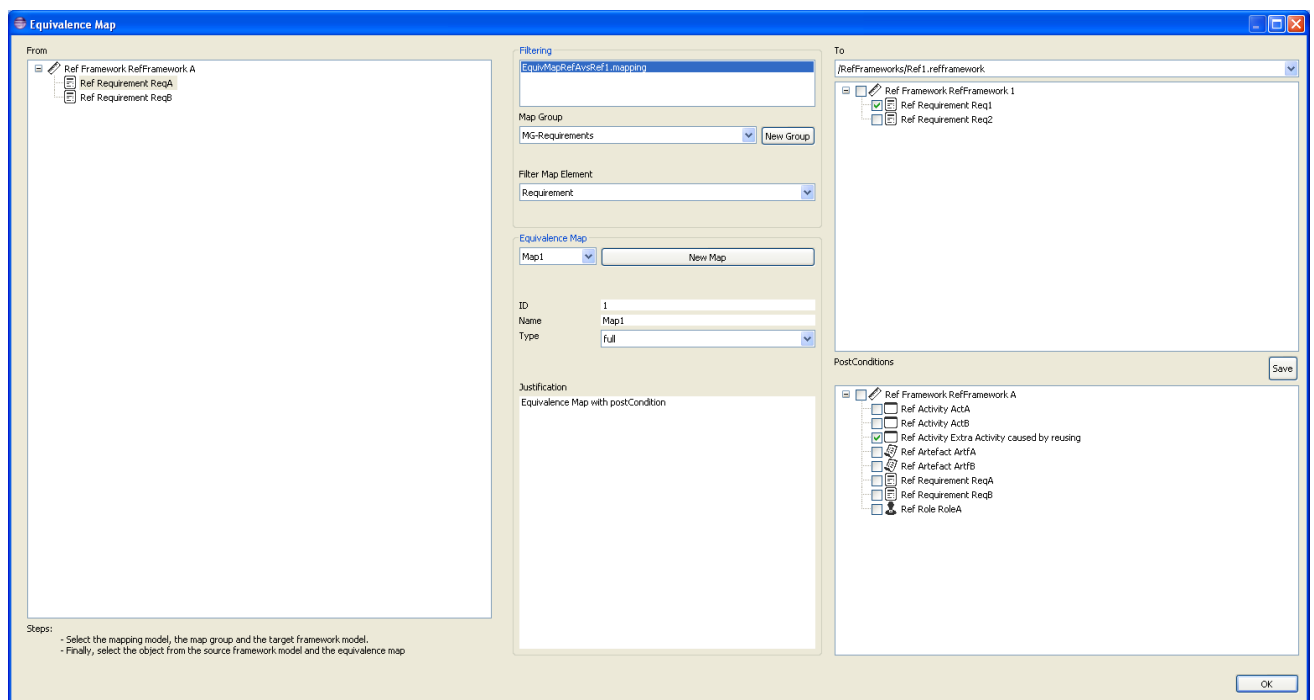 Equivalence Map
From
Ref Framework RefFramework A
Ref Requirement ReqA
Ref Requirement ReqB
Steps:
- Select the mapping model, the map group and the target framework model.
- Finally, select the object from the source framework model and the equivalence map
Filtering
EquivMapRefAvsRef1.mapping
Map Group
MG-Requirements
New Group
Filter Map Element
Requirement
Equivalence Map
Map1
New Map
ID 1
Name Map1
Type full
Justification
Equivalence Map with postCondition
To
/RefFrameworks/Ref1.refframework
Ref Framework RefFramework 1
Ref Requirement Req1
Ref Requirement Req2
PostConditions
Save
Ref Framework RefFramework A
Ref Activity ActA
Ref Activity ActB
Ref Activity Extra Activity caused by reusing
Ref Artefact ArtfA
Ref Artefact ArtfB
Ref Requirement ReqA
Ref Requirement ReqB
Ref Role RoleA
OK